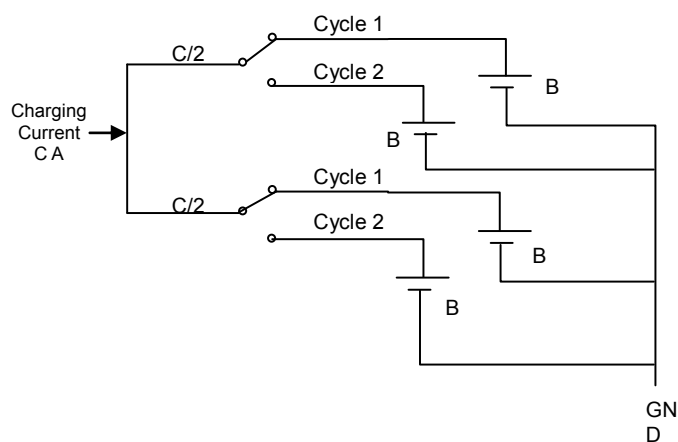 Cycle 1
C/2
Cycle 2
B
Charging
Current
C A
B
Cycle 1
C/2
Cycle 2
B
B
GN
D